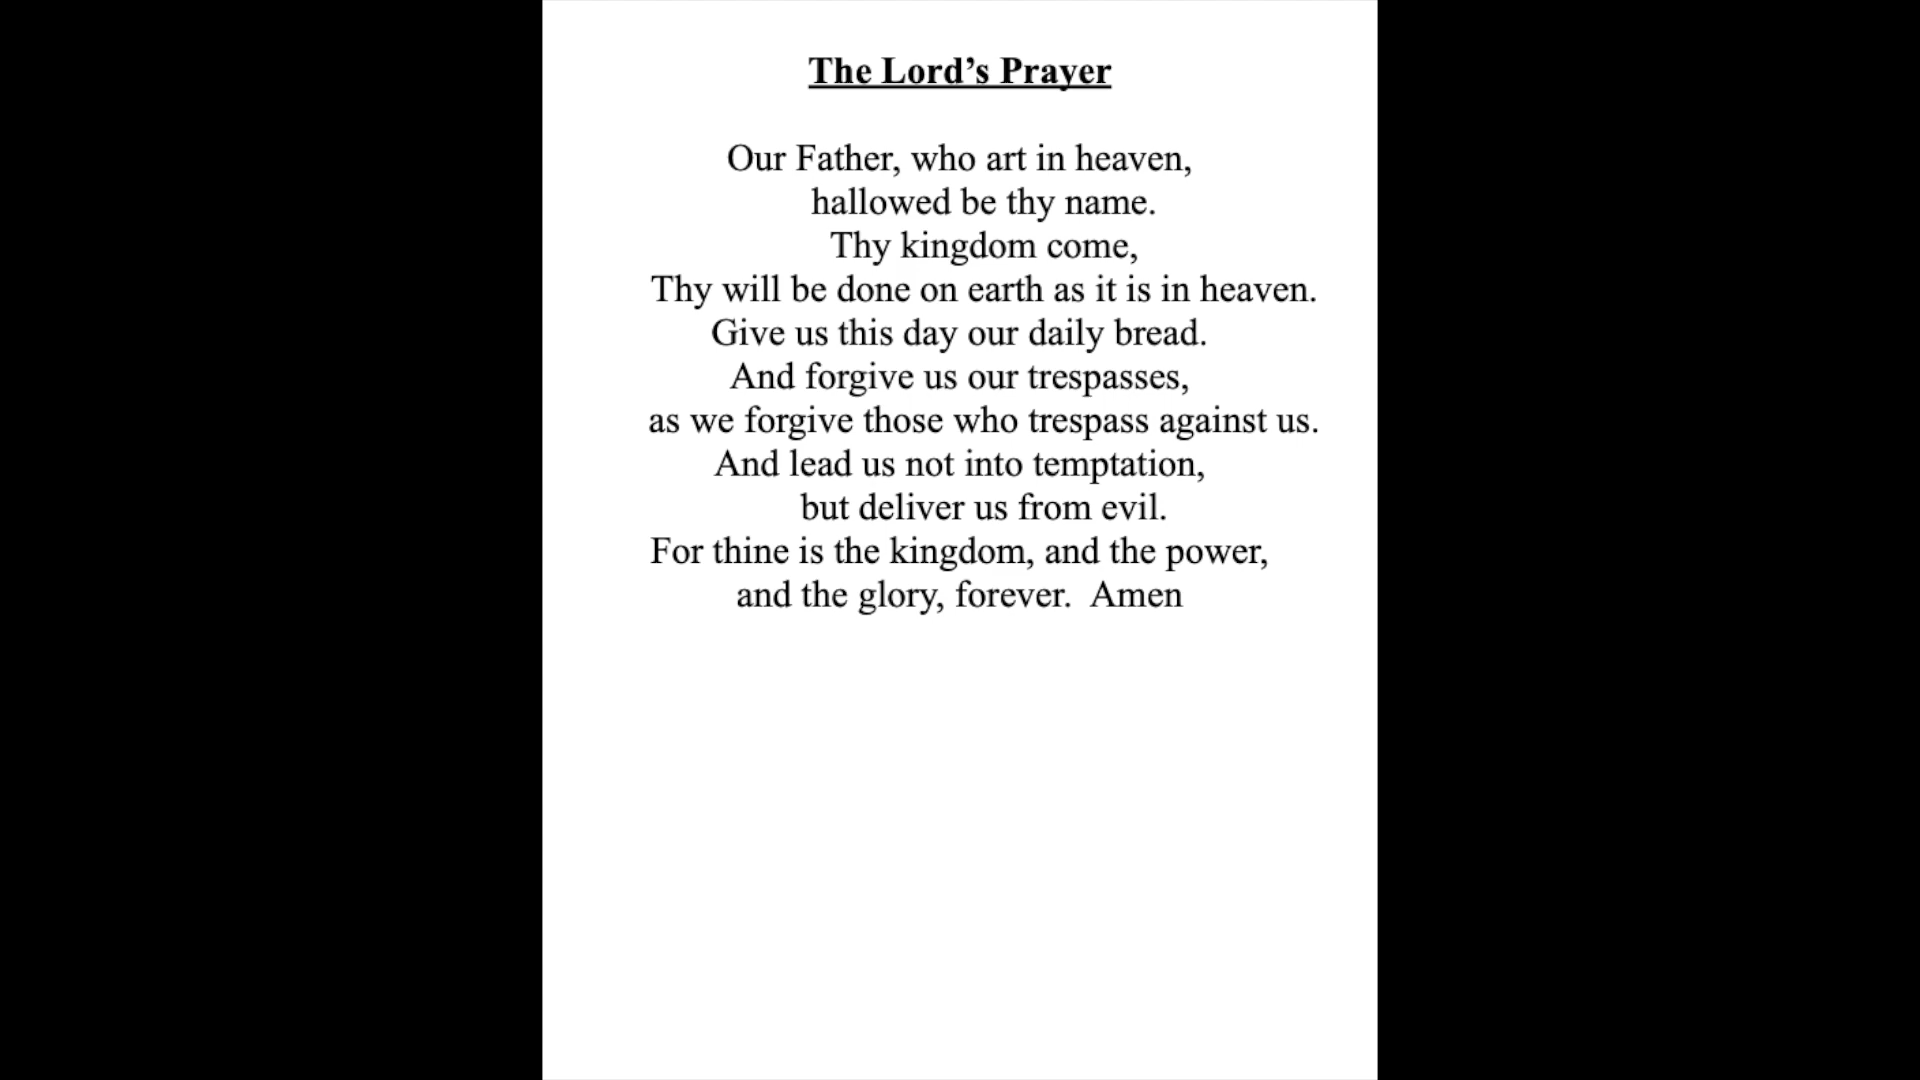 The Lord’s Prayer
Our Father, who art in heaven,
hallowed be thy name.
Thy kingdom come,
Thy will be done on earth as it is in heaven.
Give us this day our daily bread.
And forgive us our trespasses,
as we forgive those who trespass against us.
And lead us not into temptation,
but deliver us from evil.
For thine is the kingdom, and the power,
and the glory, forever.  Amen